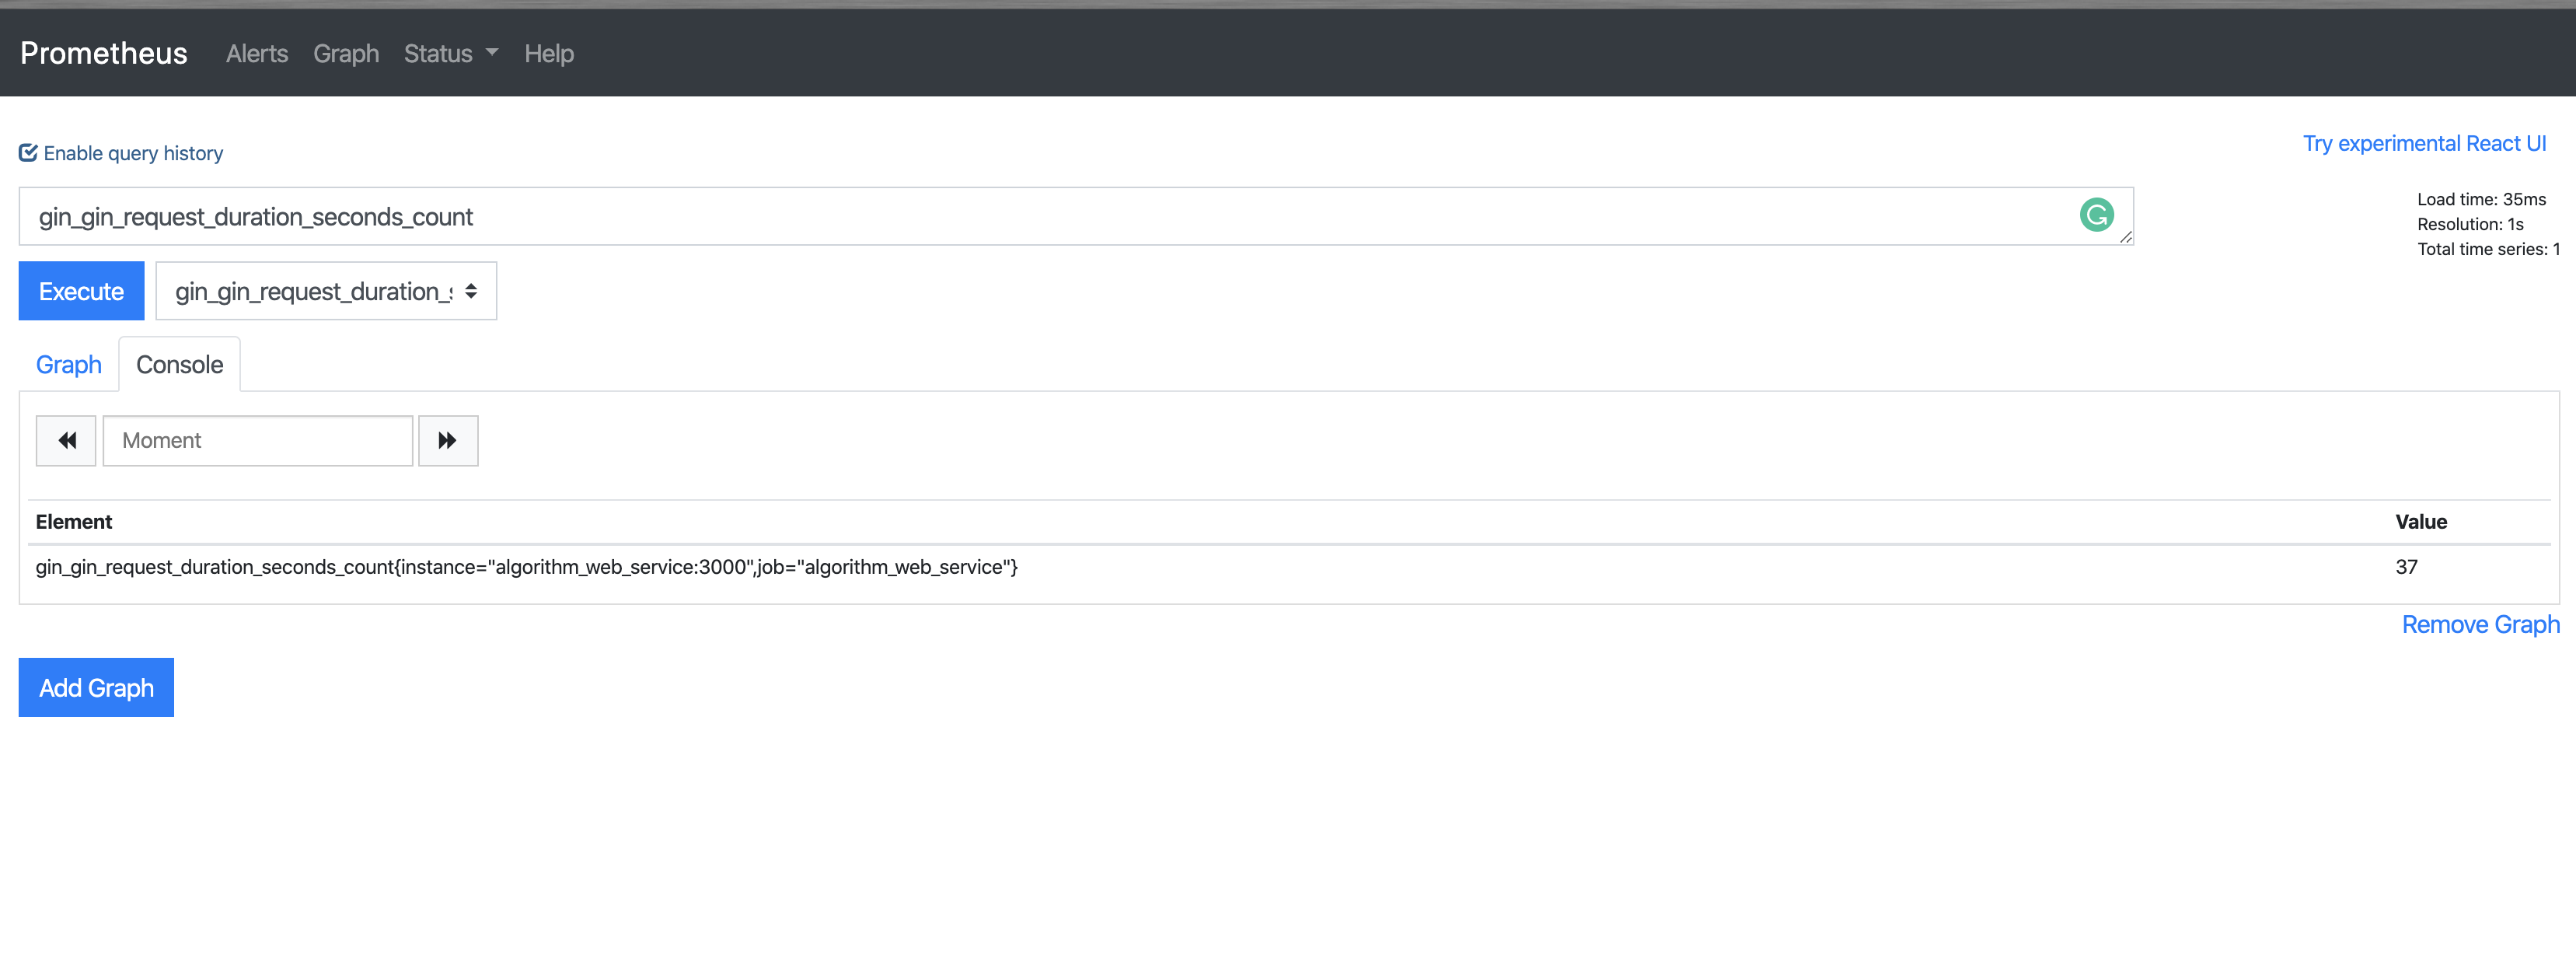 Prometheus Alerts Graph Status Help
Enable query history
Try experimental React UI
gin_gin_request_duration_seconds_count
Load time: 35ms
Resolution: 1s
Total time series: 1
Execute gin_gin_request_duration_s
Graph Console
Moment
Element Value
gin_gin_request_duration_seconds_count{instance="algorithm_web_service:3000",job="algorithm_web_service"} 37
Remove Graph
Add Graph